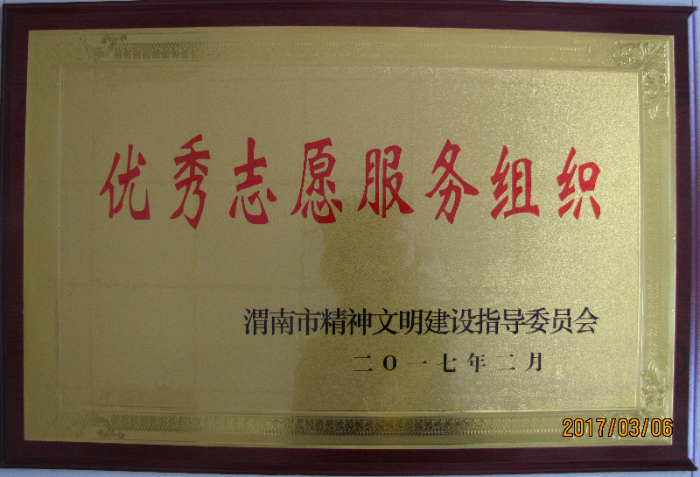 优秀志愿服务组织
渭南市精神文明建设指导委员会
二〇一七年二月
2017/03/06